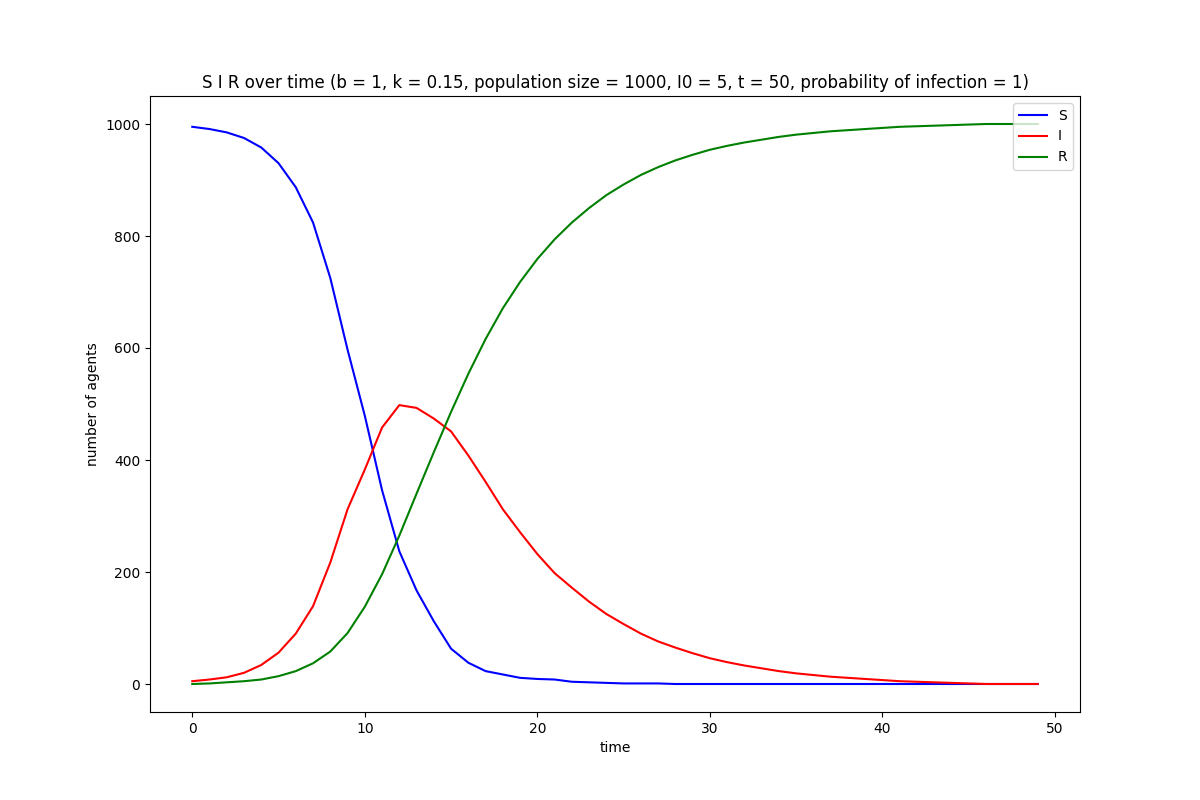 S I R over time (b = 1, k = 0.15, population size = 1000, I0 = 5, t = 50, probability of infection = 1)
S
I
R
1000
800
600
400
200
0
number of agents
0 10 20 30 40 50
time